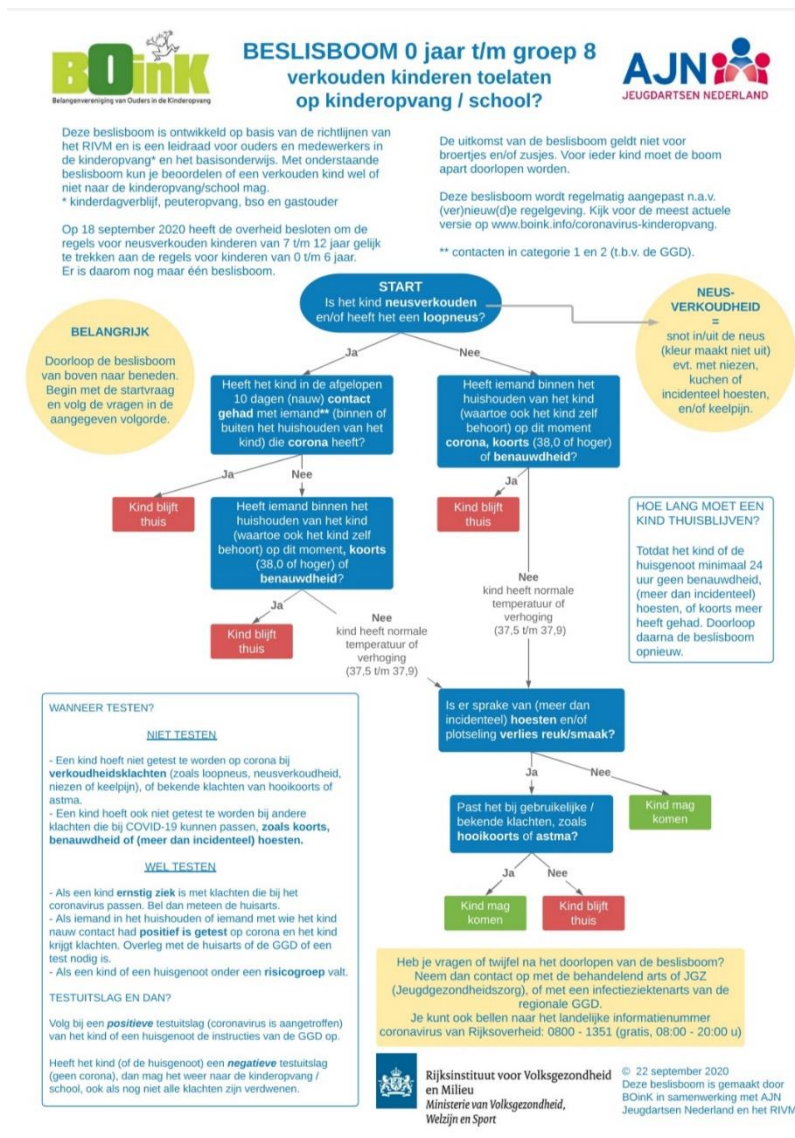 BOinK
Belangenvereniging van Ouders in de Kinderopvang
BESLISBOOM 0 jaar t/m groep 8
verkouden kinderen toelaten
op kinderopvang / school?
AJN
JEUGDARTSEN NEDERLAND
Deze beslisboom is ontwikkeld op basis van de richtlijnen van
het RIVM en is een leidraad voor ouders en medewerkers in
de kinderopvang* en het basisonderwijs. Met onderstaande
beslisboom kun je beoordelen of een verkouden kind wel of
niet naar de kinderopvang/school mag.
* kinderdagverblijf, peuteropvang, bso en gastouder
Op 18 september 2020 heeft de overheid besloten om de
regels voor neusverkouden kinderen van 7 t/m 12 jaar gelijk
te trekken aan de regels voor kinderen van 0 t/m 6 jaar.
Er is daarom nog maar één beslisboom.
De uitkomst van de beslisboom geldt niet voor
broertjes en/of zusjes. Voor ieder kind moet de boom
apart doorlopen worden.
Deze beslisboom wordt regelmatig aangepast n.a.v.
(ver)nieuw(d)e regelgeving. Kijk voor de meest actuele
versie op www.boink.info/coronavirus-kinderopvang.
** contacten in categorie 1 en 2 (t.b.v. de GGD).
START
Is het kind neusverkouden
en/of heeft het een loopneus?
NEUS-
VERKOUDHEID
=
snot in/uit de neus
(kleur maakt niet uit)
evt. met niezen,
kuchen of
incidenteel hoesten,
en/of keelpijn.
BELANGRIJK
Doorloop de beslisboom
van boven naar beneden.
Begin met de startvraag
en volg de vragen in de
aangegeven volgorde.
Ja
Nee
Heeft het kind in de afgelopen
10 dagen (nauw) contact
gehad met iemand** (binnen of
buiten het huishouden van het
kind) die corona heeft?
Heeft iemand binnen het
huishouden van het kind
(waartoe ook het kind zelf
behoort) op dit moment
corona, koorts (38,0 of hoger)
of benauwdheid?
Ja
Nee
Ja
Kind blijft
thuis
Heeft iemand binnen het
huishouden van het kind
(waartoe ook het kind zelf
behoort) op dit moment, koorts
(38,0 of hoger) of
benauwdheid?
Kind blijft
thuis
HOE LANG MOET EEN
KIND THUISBLIJVEN?
Totdat het kind of de
huisgenoot minimaal 24
uur geen benauwdheid,
(meer dan incidenteel)
hoesten, of koorts meer
heeft gehad. Doorloop
daarna de beslisboom
opnieuw.
Nee
kind heeft normale
temperatuur of
verhoging
(37,5 t/m 37,9)
Ja
Kind blijft
thuis
Nee
kind heeft normale
temperatuur of
verhoging
(37,5 t/m 37,9)
Is er sprake van (meer dan
incidenteel) hoesten en/of
plotseling verlies reuk/smaak?
Ja
Nee
Past het bij gebruikelijke /
bekende klachten, zoals
hooikoorts of astma?
Kind mag
komen
Ja
Nee
Kind mag
komen
Kind blijft
thuis
WANNEER TESTEN?
NIET TESTEN
- Een kind hoeft niet getest te worden op corona bij
verkoudheidsklachten (zoals loopneus, neusverkoudheid,
niezen of keelpijn), of bekende klachten van hooikoorts of
astma.
- Een kind hoeft ook niet getest te worden bij andere
klachten die bij COVID-19 kunnen passen, zoals koorts,
benauwdheid of (meer dan incidenteel) hoesten.
WEL TESTEN
- Als een kind ernstig ziek is met klachten die bij het
coronavirus passen. Bel dan meteen de huisarts.
- Als iemand in het huishouden of iemand met wie het kind
nauw contact had positief is getest op corona en het kind
krijgt klachten. Overleg met de huisarts of de GGD of een
test nodig is.
- Als een kind of een huisgenoot onder een risicogroep valt.
TESTUITSLAG EN DAN?
Volg bij een positieve testuitslag (coronavirus is aangetroffen)
van het kind of een huisgenoot de instructies van de GGD op.
Heeft het kind (of de huisgenoot) een negatieve testuitslag
(geen corona), dan mag het weer naar de kinderopvang /
school, ook als nog niet alle klachten zijn verdwenen.
Heb je vragen of twijfel na het doorlopen van de beslisboom?
Neem dan contact op met de behandelend arts of JGZ
(Jeugdgezondheidszorg), of met een infectieziektenarts van de
regionale GGD.
Je kunt ook bellen naar het landelijke informatienummer
coronavirus van Rijksoverheid: 0800 - 1351 (gratis, 08:00 - 20:00 u)
Rijksinstituut voor Volksgezondheid
en Milieu
Ministerie van Volksgezondheid,
Welzijn en Sport
© 22 september 2020
Deze beslisboom is gemaakt door
BOinK in samenwerking met AJN
Jeugdartsen Nederland en het RIVM